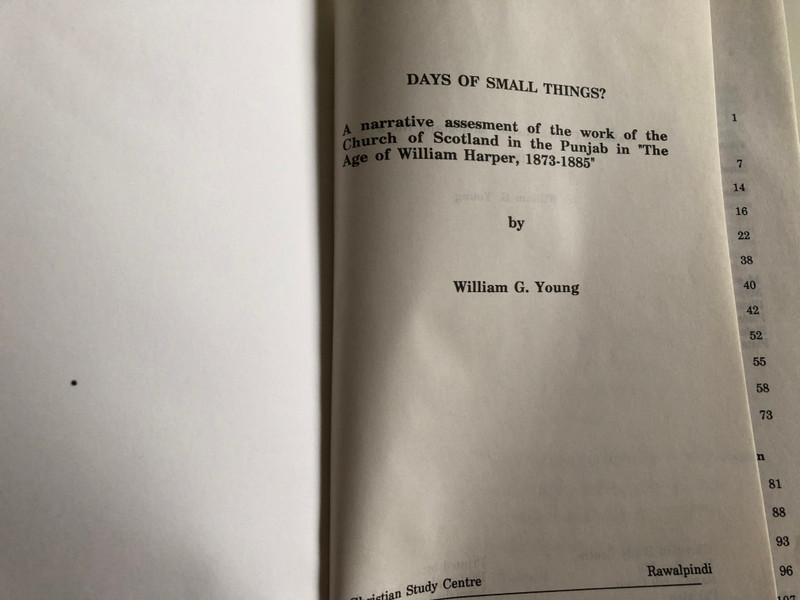 DAYS OF SMALL THINGS?
A narrative assesment of the work of the
Church of Scotland in the Punjab in "The
Age of William Harper, 1873-1885"
by
William G. Young
Christian Study Centre Rawalpindi
1
7
14
16
22
38
40
42
52
55
58
73
n
81
88
93
96
107